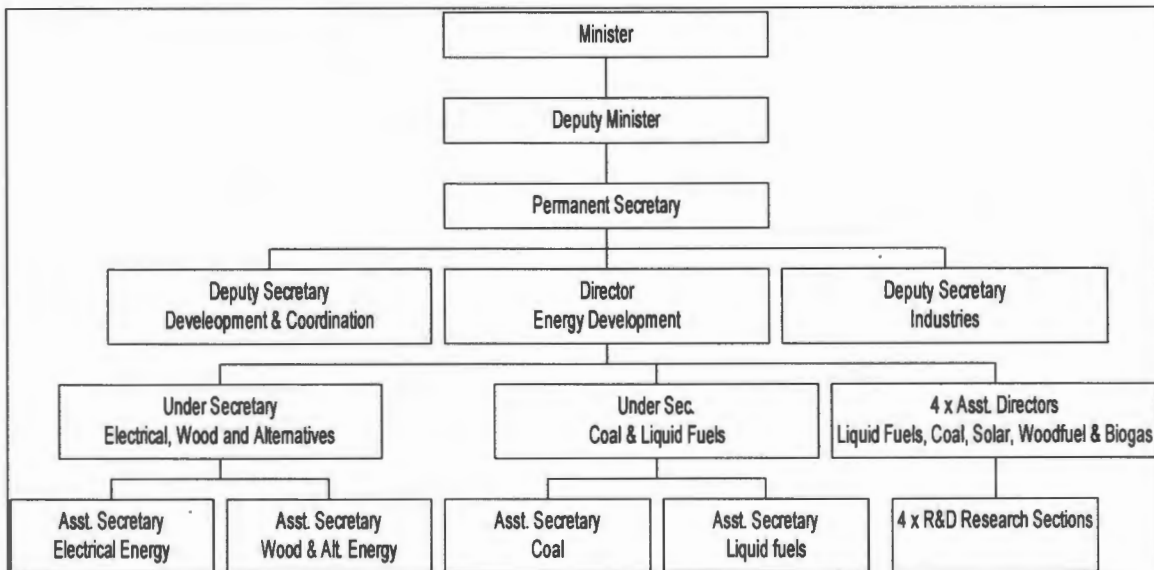 Minister
Deputy Minister
Permanent Secretary
Deputy Secretary
Develeopment & Coordination
Director
Energy Development
Deputy Secretary
Industries
Under Secretary
Electrical, Wood and Alternatives
Under Sec.
Coal & Liquid Fuels
4 x Asst. Directors
Liquid Fuels, Coal, Solar, Woodfuel & Biogas
Asst. Secretary
Electrical Energy
Asst. Secretary
Wood & Alt. Energy
Asst. Secretary
Coal
Asst. Secretary
Liquid fuels
4 x R&D Research Sections